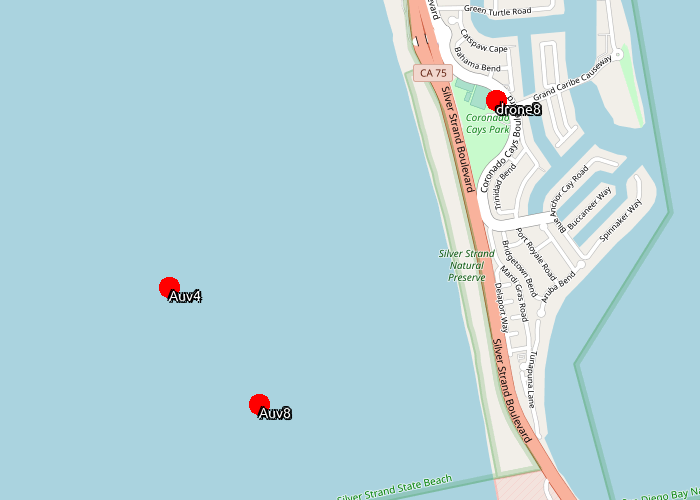 Boulevard
Green Turtle Road
Catspaw Cape
Bahama Bend
CA 75
Grand Caribe Causeway
drone8
Coronado
Cays Park
Silver Strand Boulevard
Coronado Cays Boulevard
Trinidad Bend
Anchor Cay Road
Buccaneer Way
Spinnaker Way
Blue
Port Royale Road
Silver Strand
Natural
Preserve
Bridgetown Bend
Mardi Gras Road
Aruba Bend
Delaport Way
Auv4
Silver Strand Boulevard
Tunapuna Lane
Auv8
Silver Strand State Beach
Diego Bay